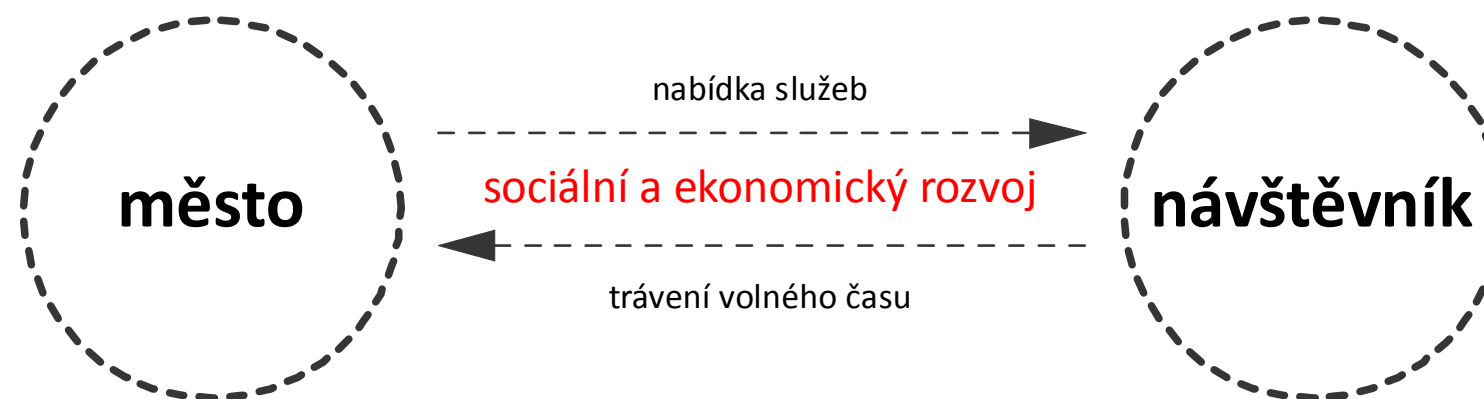 nabídka služeb
město
sociální a ekonomický rozvoj
návštěvník
trávení volného času